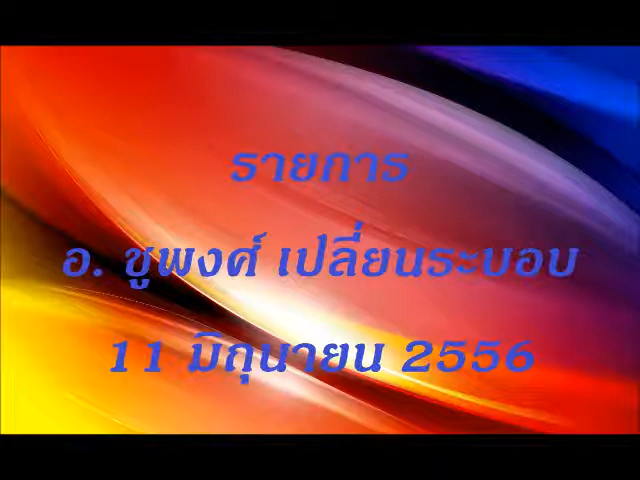 รายการ
อ. ชูพงศ์ เปลี่ยนระบอบ
11 มิถุนายน 2556